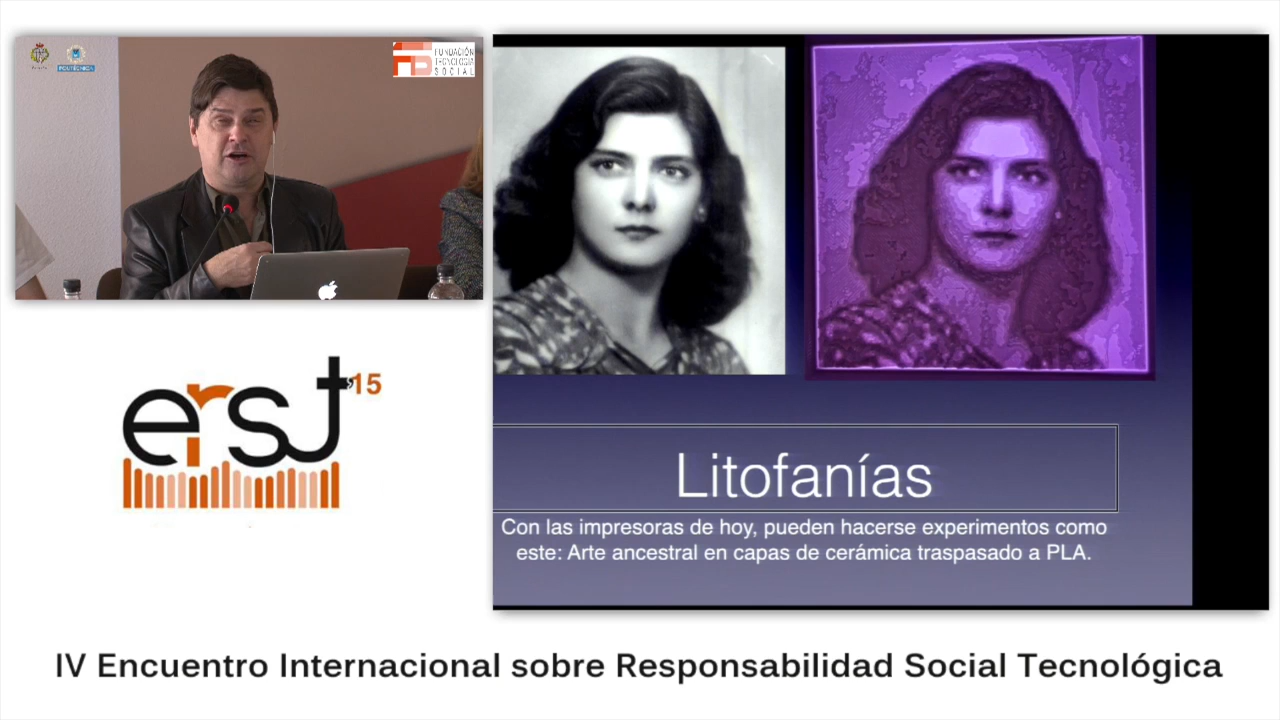 POLITÉCNICA
FUNDACIÓN
TECNOLOGÍA
SOCIAL
erst '15
Litofanías
Con las impresoras de hoy, pueden hacerse experimentos como
este: Arte ancestral en capas de cerámica traspasado a PLA.
IV Encuentro Internacional sobre Responsabilidad Social Tecnológica